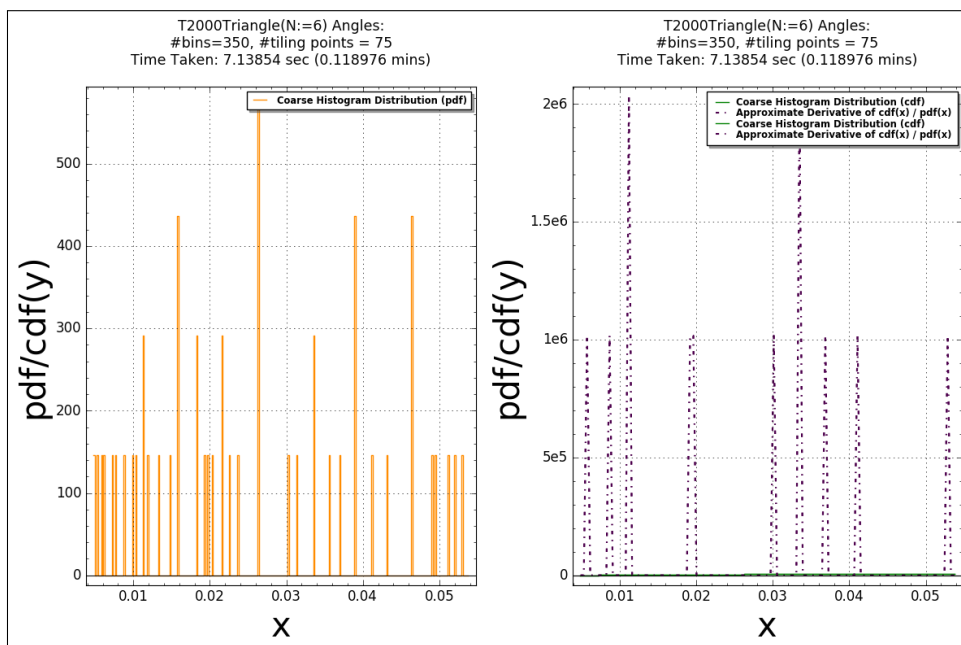 T2000Triangle(N:=6) Angles:
#bins=350, #tiling points = 75
Time Taken: 7.13854 sec (0.118976 mins)
Coarse Histogram Distribution (pdf)
pdf/cdf(y)
500
400
300
200
100
0
0.01 0.02 0.03 0.04 0.05
x
T2000Triangle(N:=6) Angles:
#bins=350, #tiling points = 75
Time Taken: 7.13854 sec (0.118976 mins)
Coarse Histogram Distribution (cdf)
Approximate Derivative of cdf(x) / pdf(x)
Coarse Histogram Distribution (cdf)
Approximate Derivative of cdf(x) / pdf(x)
pdf/cdf(y)
2e6
1.5e6
1e6
5e5
0
0.01 0.02 0.03 0.04 0.05
x